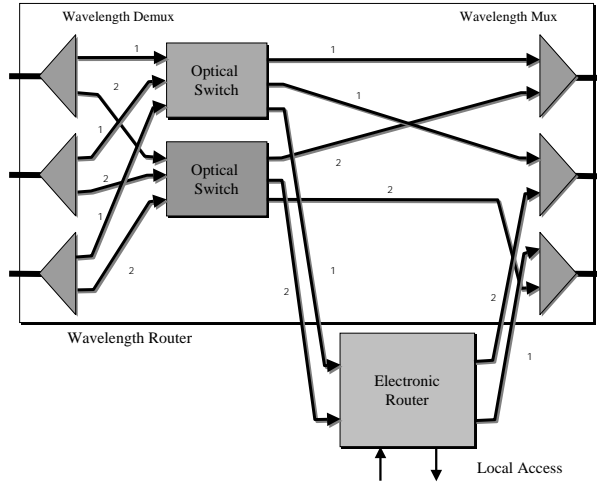 Wavelength Demux
Wavelength Mux
1
1
Optical
Switch
2
1
1
Optical
Switch
2
2
2
1
2
1
2
2
1
Wavelength Router
Electronic
Router
Local Access